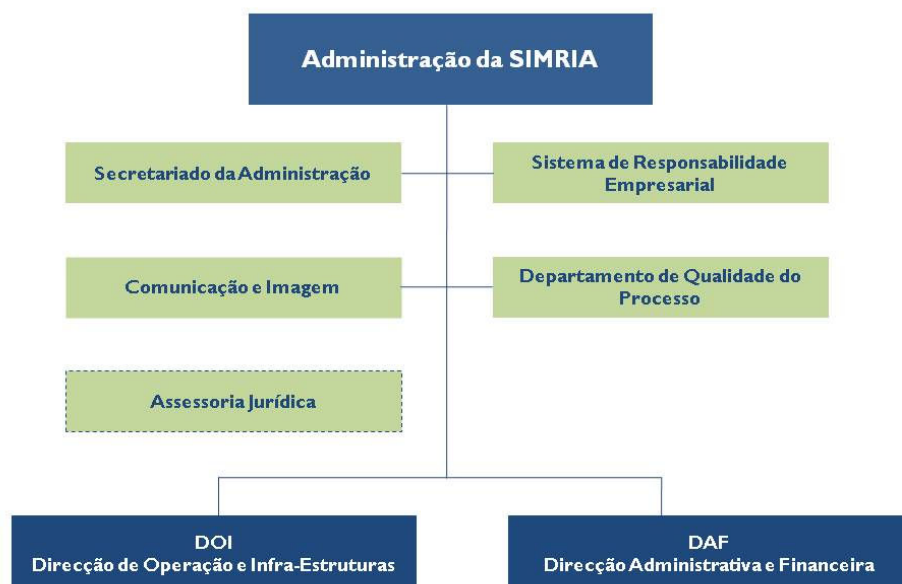 Administração da SIMRIA
Secretariado da Administração
Sistema de Responsabilidade
Empresarial
Comunicação e Imagem
Departamento de Qualidade do
Processo
Assessoria Jurídica
DOI
Direcção de Operação e Infra-Estruturas
DAF
Direcção Administrativa e Financeira